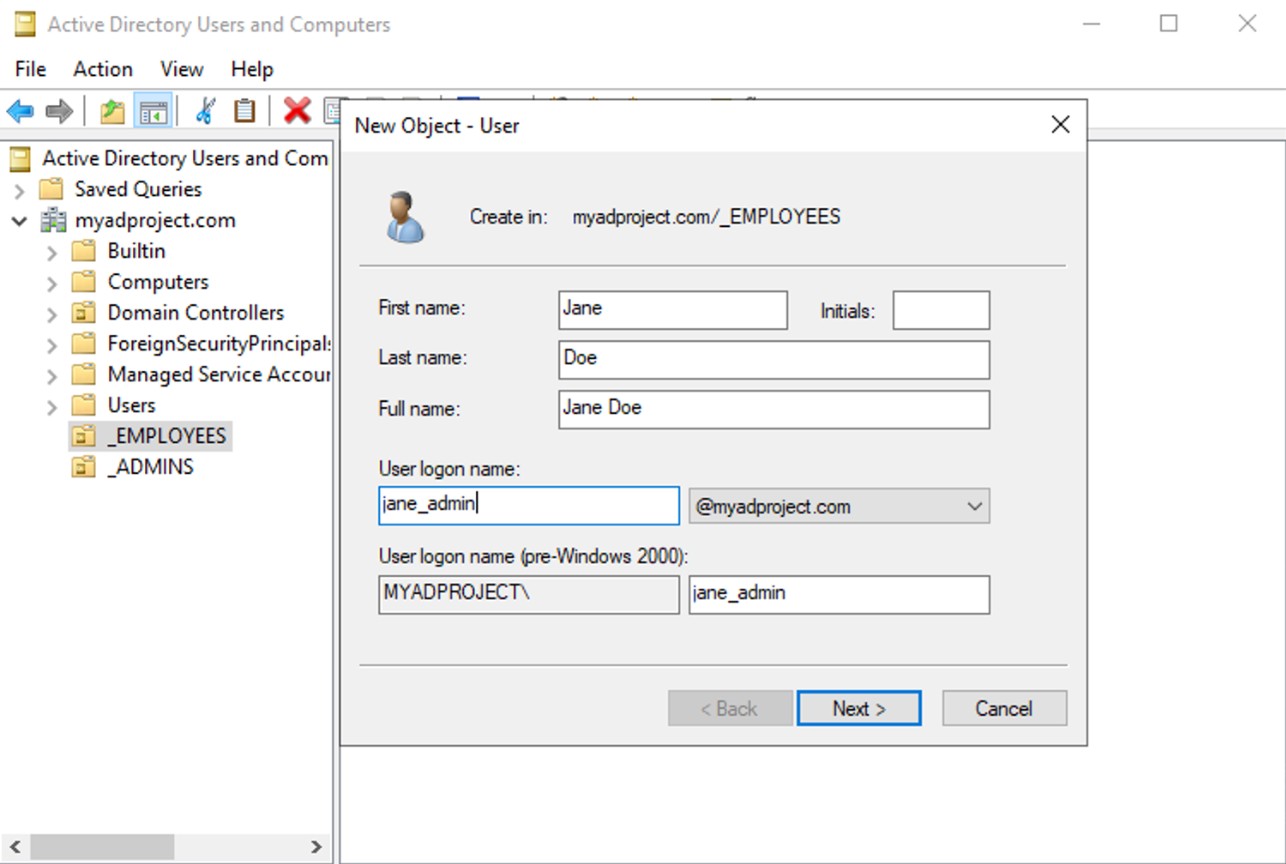 Active Directory Users and Computers
File Action View Help
New Object - User
Active Directory Users and Com
Saved Queries
myadproject.com
Builtin
Computers
Domain Controllers
ForeignSecurityPrincipals
Managed Service Accour
Users
_EMPLOYEES
_ADMINS
Create in: myadproject.com/_EMPLOYEES
First name: Jane Initials:
Last name: Doe
Full name: Jane Doe
User logon name:
jane_admin @myadproject.com
User logon name (pre-Windows 2000):
MYADPROJECT\ jane_admin
< Back Next > Cancel